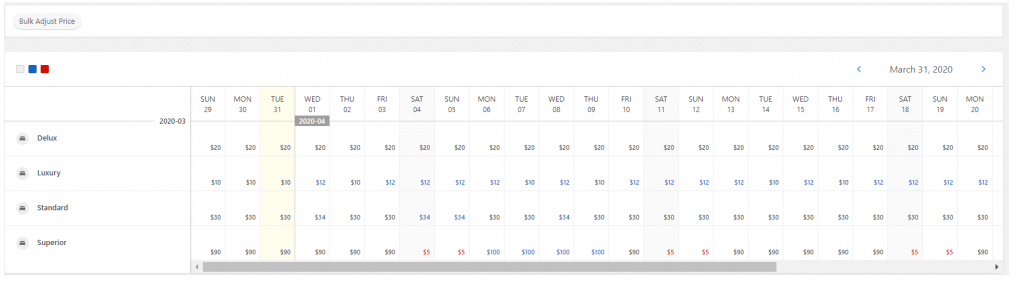 Bulk Adjust Price
March 31, 2020
SUN MON TUE WED THU FRI SAT SUN MON TUE WED THU FRI SAT SUN MON TUE WED THU FRI SAT SUN MON
29 30 31 01 02 03 04 05 06 07 08 09 10 11 12 13 14 15 16 17 18 19 20
2020-03 2020-04
Delux
$20 $20 $20 $20 $20 $20 $20 $20 $20 $20 $20 $20 $20 $20 $20 $20 $20 $20 $20 $20 $20 $20 $20
Luxury
$10 $10 $10 $12 $10 $12 $12 $12 $12 $10 $12 $10 $12 $12 $12 $12 $10 $12 $10 $12 $12 $12 $12
Standard
$30 $30 $30 $34 $30 $30 $34 $34 $30 $30 $34 $30 $30 $30 $30 $30 $30 $30 $30 $30 $30 $30 $30
Superior
$90 $90 $90 $90 $90 $90 $5 $5 $100 $100 $100 $100 $90 $5 $5 $90 $90 $90 $90 $90 $5 $5 $90